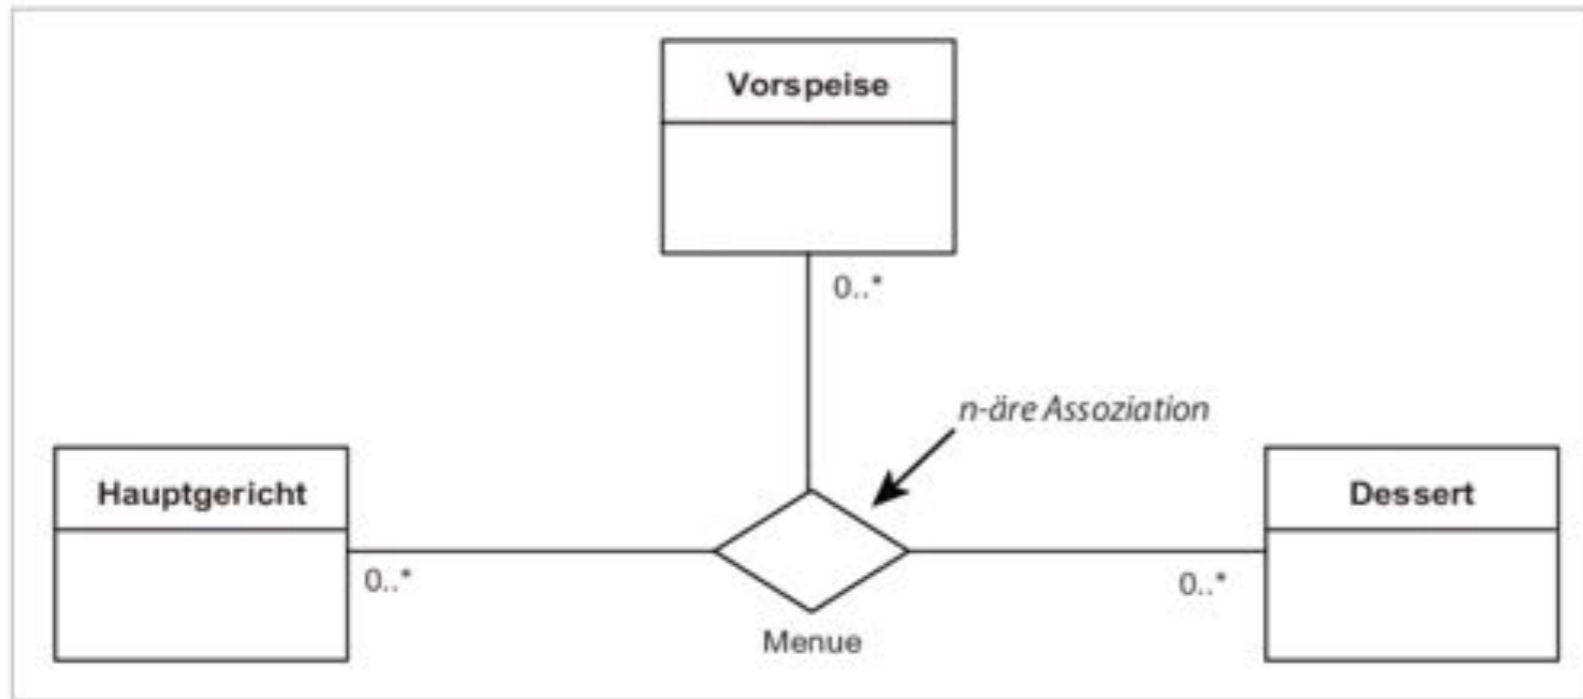 Vorspeise
0..*
n-äre Assoziation
Hauptgericht
Dessert
0..*
0..*
Menue